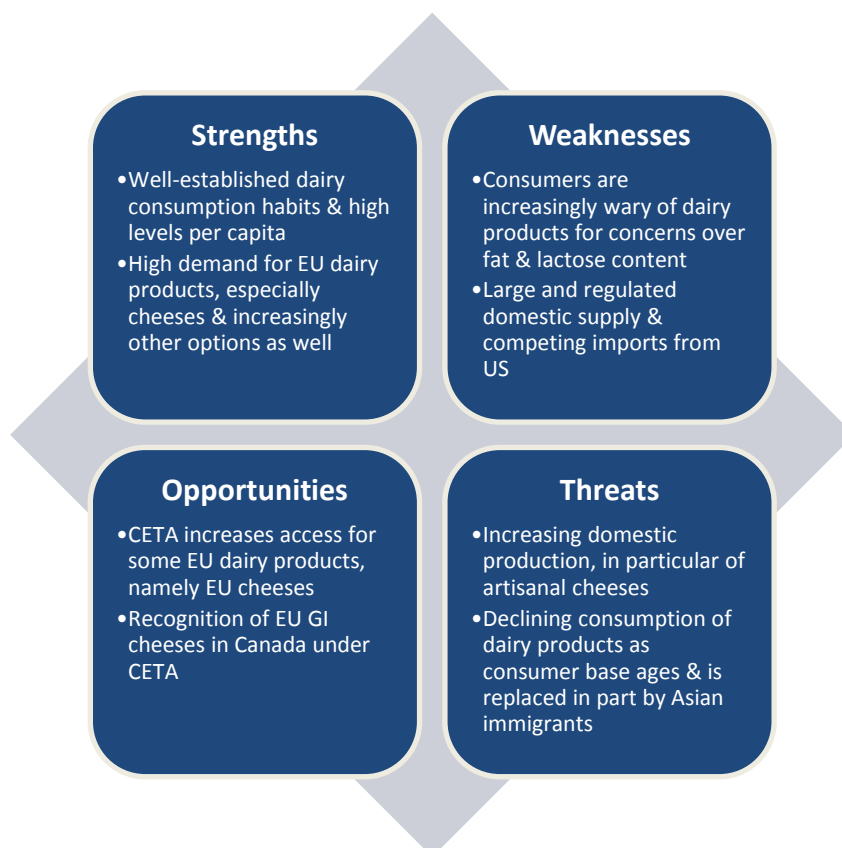 Strengths
•Well-established dairy
consumption habits & high
levels per capita
•High demand for EU dairy
products, especially
cheeses & increasingly
other options as well
Weaknesses
•Consumers are
increasingly wary of dairy
products for concerns over
fat & lactose content
•Large and regulated
domestic supply &
competing imports from
US
Opportunities
•CETA increases access for
some EU dairy products,
namely EU cheeses
•Recognition of EU GI
cheeses in Canada under
CETA
Threats
•Increasing domestic
production, in particular of
artisanal cheeses
•Declining consumption of
dairy products as
consumer base ages & is
replaced in part by Asian
immigrants